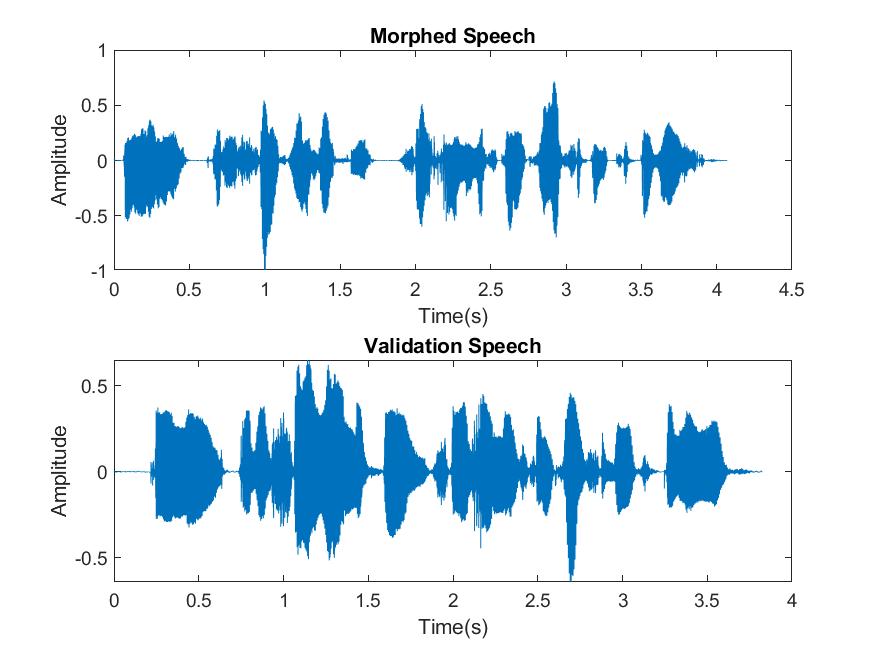 Morphed Speech
1
0.5
0
-0.5
-1
Amplitude
0 0.5 1 1.5 2 2.5 3 3.5 4 4.5
Time(s)
Validation Speech
0.5
0
-0.5
Amplitude
0 0.5 1 1.5 2 2.5 3 3.5 4
Time(s)